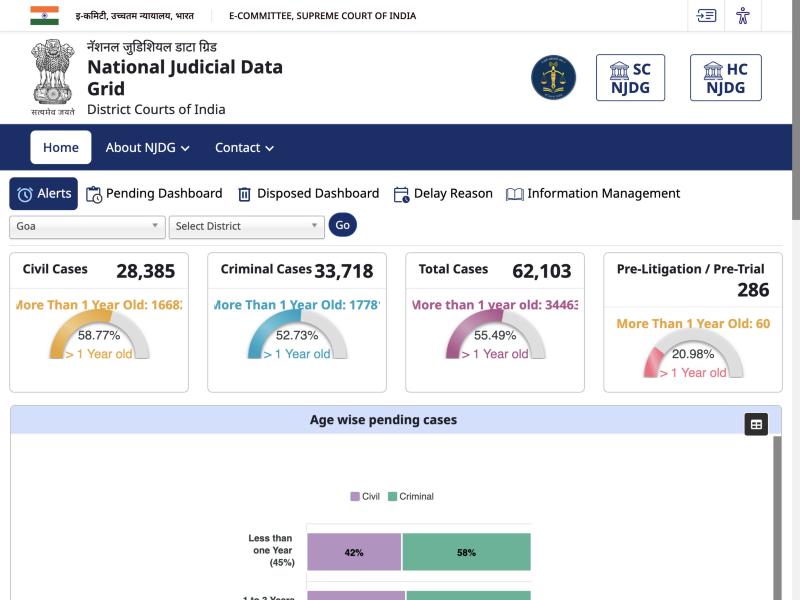 इ-कमिटी, उच्चतम न्यायालय, भारत
E-COMMITTEE, SUPREME COURT OF INDIA
नॅशनल जुडिशियल डाटा ग्रिड
National Judicial Data
Grid
District Courts of India
सत्यमेव जयते
SC
NJDG
HC
NJDG
Home
About NJDG
Contact
Alerts
Pending Dashboard
Disposed Dashboard
Delay Reason
Information Management
Goa
Select District
Go
Civil Cases 28,385
More Than 1 Year Old: 1668
58.77%
> 1 Year old
Criminal Cases 33,718
More Than 1 Year Old: 1778
52.73%
> 1 Year old
Total Cases 62,103
More than 1 year old: 3446
55.49%
> 1 Year old
Pre-Litigation / Pre-Trial
286
More Than 1 Year Old: 60
20.98%
> 1 Year old
Age wise pending cases
Civil
Criminal
Less than
one Year
(45%)
42%
58%
1 to 3 Years